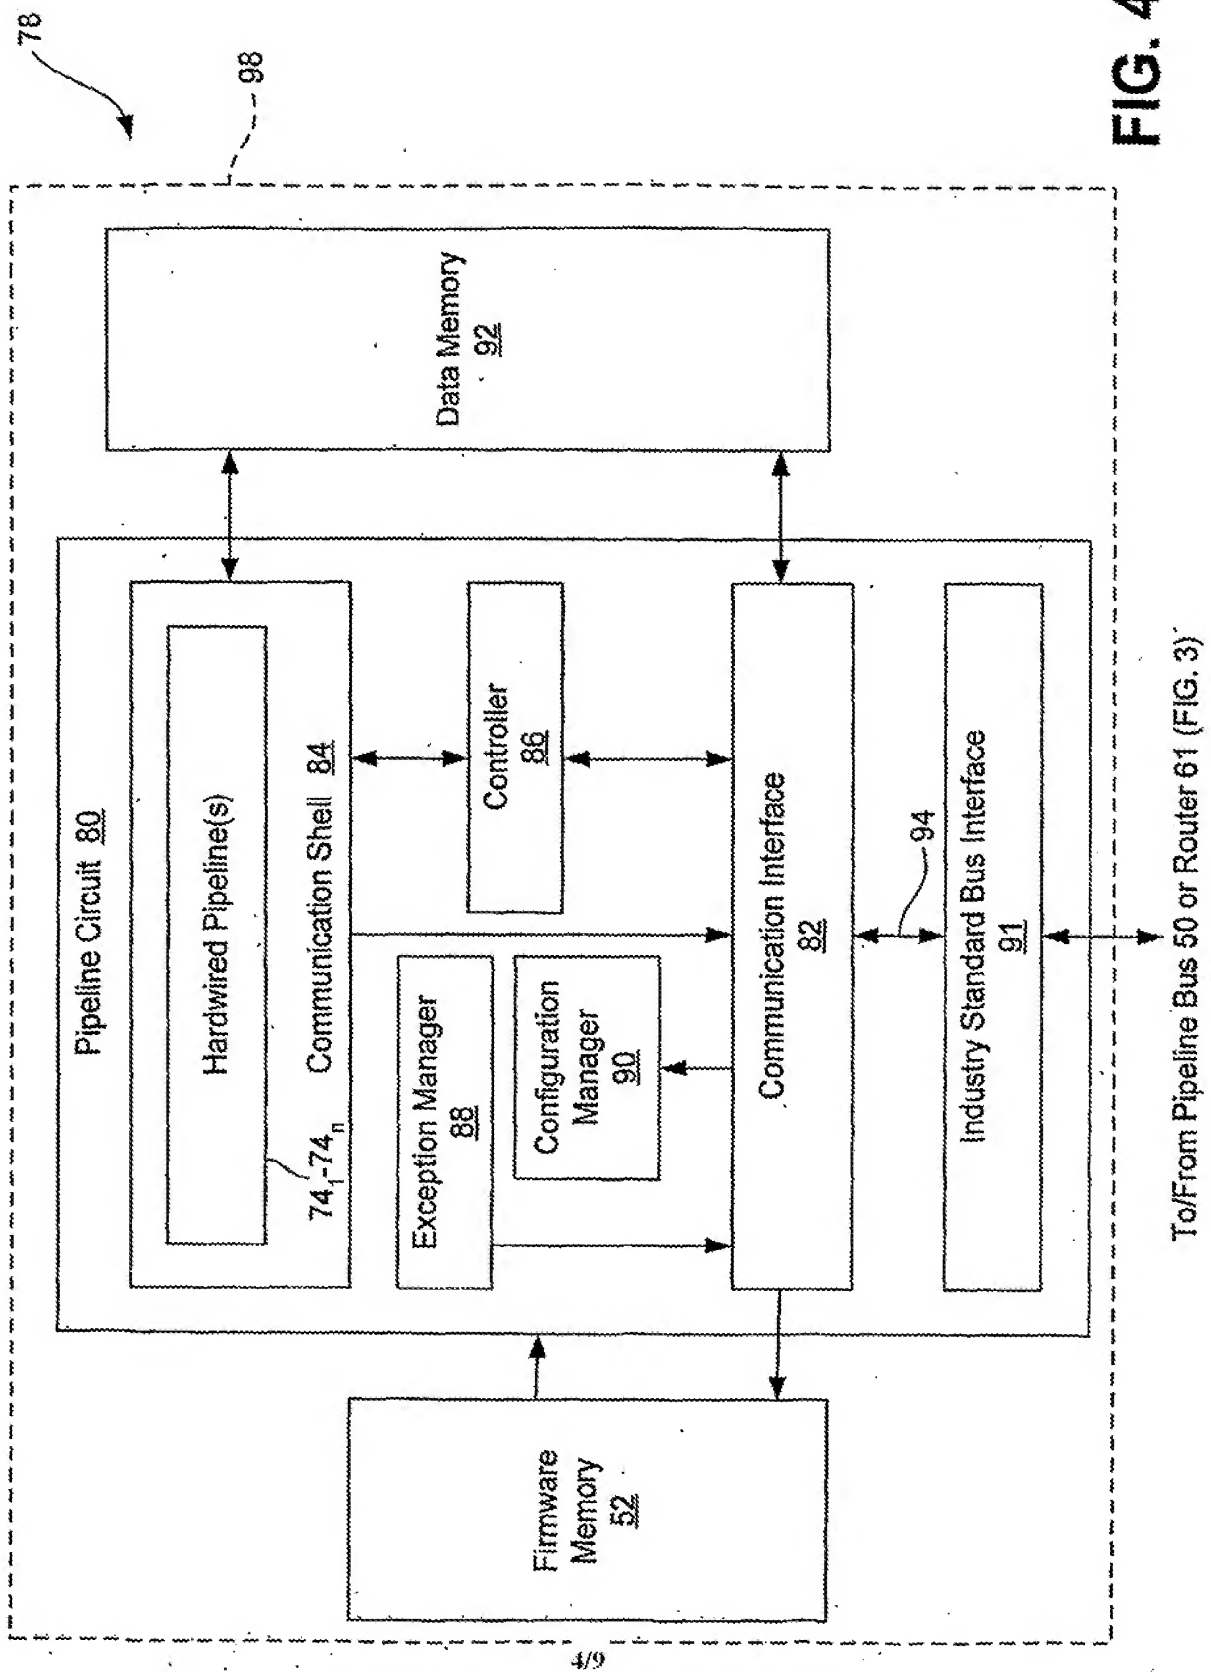 78
98
Pipeline Circuit 80
Hardwired Pipeline(s)
74₁-74ₙ
Communication Shell 84
Exception Manager
88
Controller
86
Configuration
Manager
90
Communication Interface
82
94
Industry Standard Bus Interface
91
Firmware
Memory
52
Data Memory
92
To/From Pipeline Bus 50 or Router 61 (FIG. 3)
FIG. 4